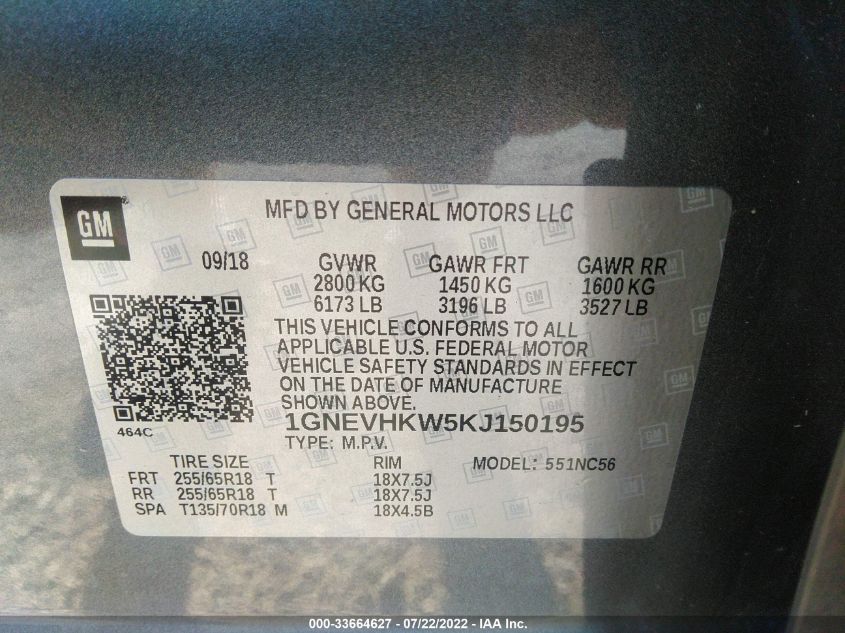 GM
MFD BY GENERAL MOTORS LLC
09/18 GVWR GAWR FRT GAWR RR
2800 KG 1450 KG 1600 KG
6173 LB 3196 LB 3527 LB
THIS VEHICLE CONFORMS TO ALL
APPLICABLE U.S. FEDERAL MOTOR
VEHICLE SAFETY STANDARDS IN EFFECT
ON THE DATE OF MANUFACTURE
SHOWN ABOVE.
464C 1GNEVHKW5KJ150195
TYPE: M.P.V.
TIRE SIZE RIM MODEL: 551NC56
FRT 255/65R18 T 18X7.5J
RR 255/65R18 T 18X7.5J
SPA T135/70R18 M 18X4.5B
000-33664627 - 07/22/2022 - IAA Inc.